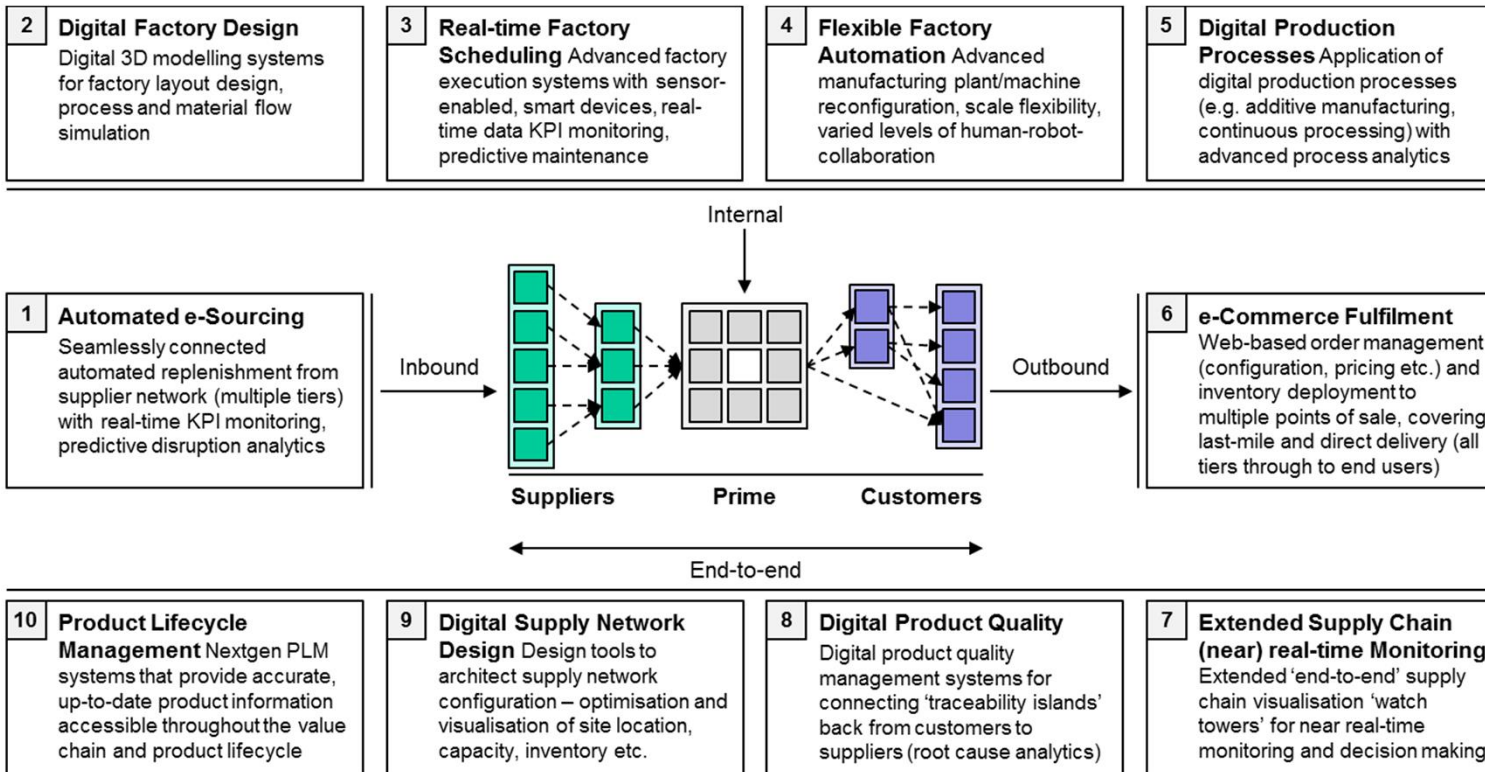 2 Digital Factory Design
Digital 3D modelling systems
for factory layout design,
process and material flow
simulation
3 Real-time Factory
Scheduling Advanced factory
execution systems with sensor-
enabled, smart devices, real-
time data KPI monitoring,
predictive maintenance
4 Flexible Factory
Automation Advanced
manufacturing plant/machine
reconfiguration, scale flexibility,
varied levels of human-robot-
collaboration
5 Digital Production
Processes Application of
digital production processes
(e.g. additive manufacturing,
continuous processing) with
advanced process analytics
Internal
1 Automated e-Sourcing
Seamlessly connected
automated replenishment from
supplier network (multiple tiers)
with real-time KPI monitoring,
predictive disruption analytics
Inbound
Outbound
6 e-Commerce Fulfilment
Web-based order management
(configuration, pricing etc.) and
inventory deployment to
multiple points of sale, covering
last-mile and direct delivery (all
tiers through to end users)
Suppliers
Prime
Customers
End-to-end
10 Product Lifecycle
Management Nextgen PLM
systems that provide accurate,
up-to-date product information
accessible throughout the value
chain and product lifecycle
9 Digital Supply Network
Design Design tools to
architect supply network
configuration – optimisation and
visualisation of site location,
capacity, inventory etc.
8 Digital Product Quality
Digital product quality
management systems for
connecting ‘traceability islands’
back from customers to
suppliers (root cause analytics)
7 Extended Supply Chain
(near) real-time Monitoring
Extended ‘end-to-end’ supply
chain visualisation ‘watch
towers’ for near real-time
monitoring and decision making